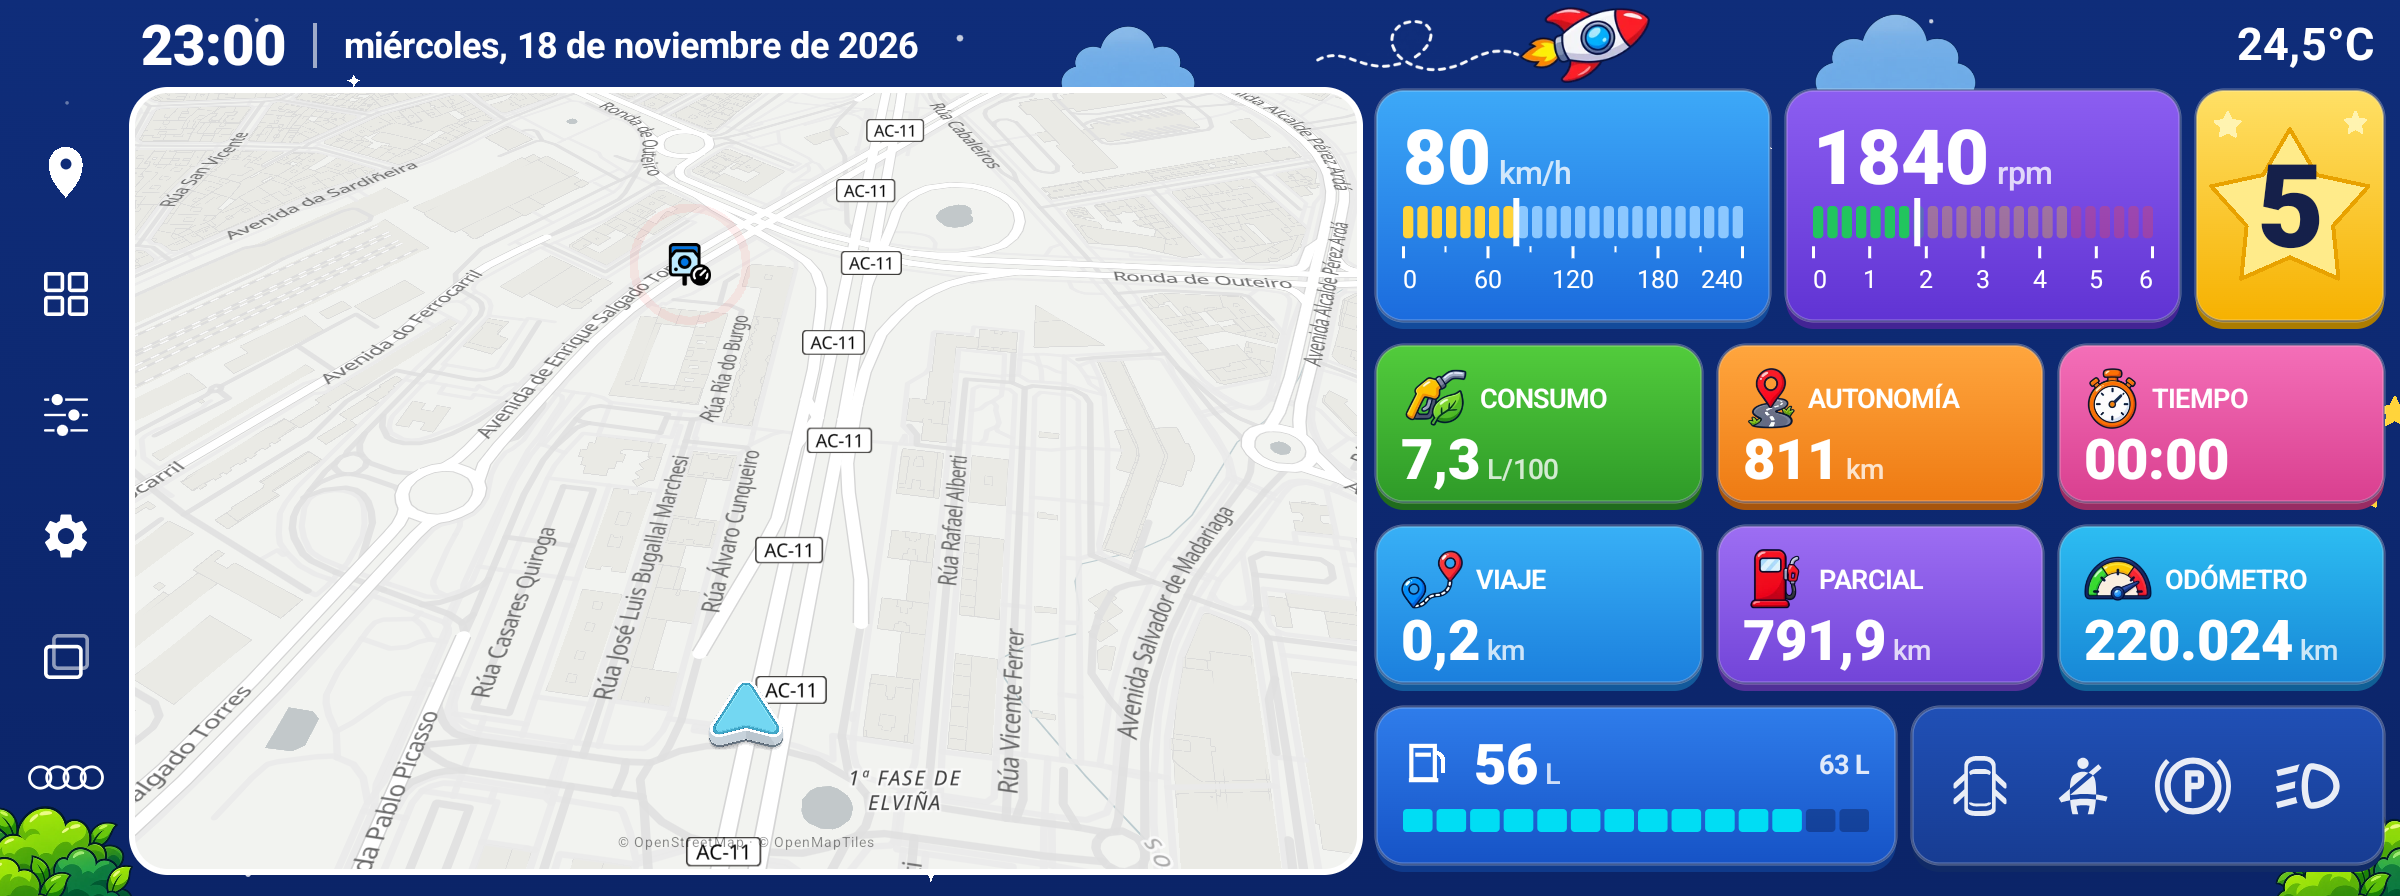 23:00
miércoles, 18 de noviembre de 2026
24,5°C
Rúa San Vicente
Avenida da Sardiñeira
Ronda de Outeiro
Rúa Cabaleiros
AC-11
AC-11
AC-11
Ronda de Outeiro
Avenida Alcalde Pérez Ardá
Avenida do Ferrocarril
Avenida de Enrique Salgado Tor
Rúa Ría do Burgo
AC-11
AC-11
Rúa Casares Quiroga
Rúa José Luis Bugallal Marchesi
Rúa Álvaro Cunqueiro
AC-11
Rúa Rafael Alberti
Avenida Salvador de Madariaga
Rúa Vicente Ferrer
AC-11
algado Torres
da Pablo Picasso
1ª FASE DE
ELVIÑA
© OpenStreetMap © OpenMapTiles
AC-11
80 km/h
0 60 120 180 240
1840 rpm
0 1 2 3 4 5 6
5
CONSUMO
7,3 L/100
AUTONOMÍA
811 km
TIEMPO
00:00
VIAJE
0,2 km
PARCIAL
791,9 km
ODÓMETRO
220.024 km
56 L
63 L
P